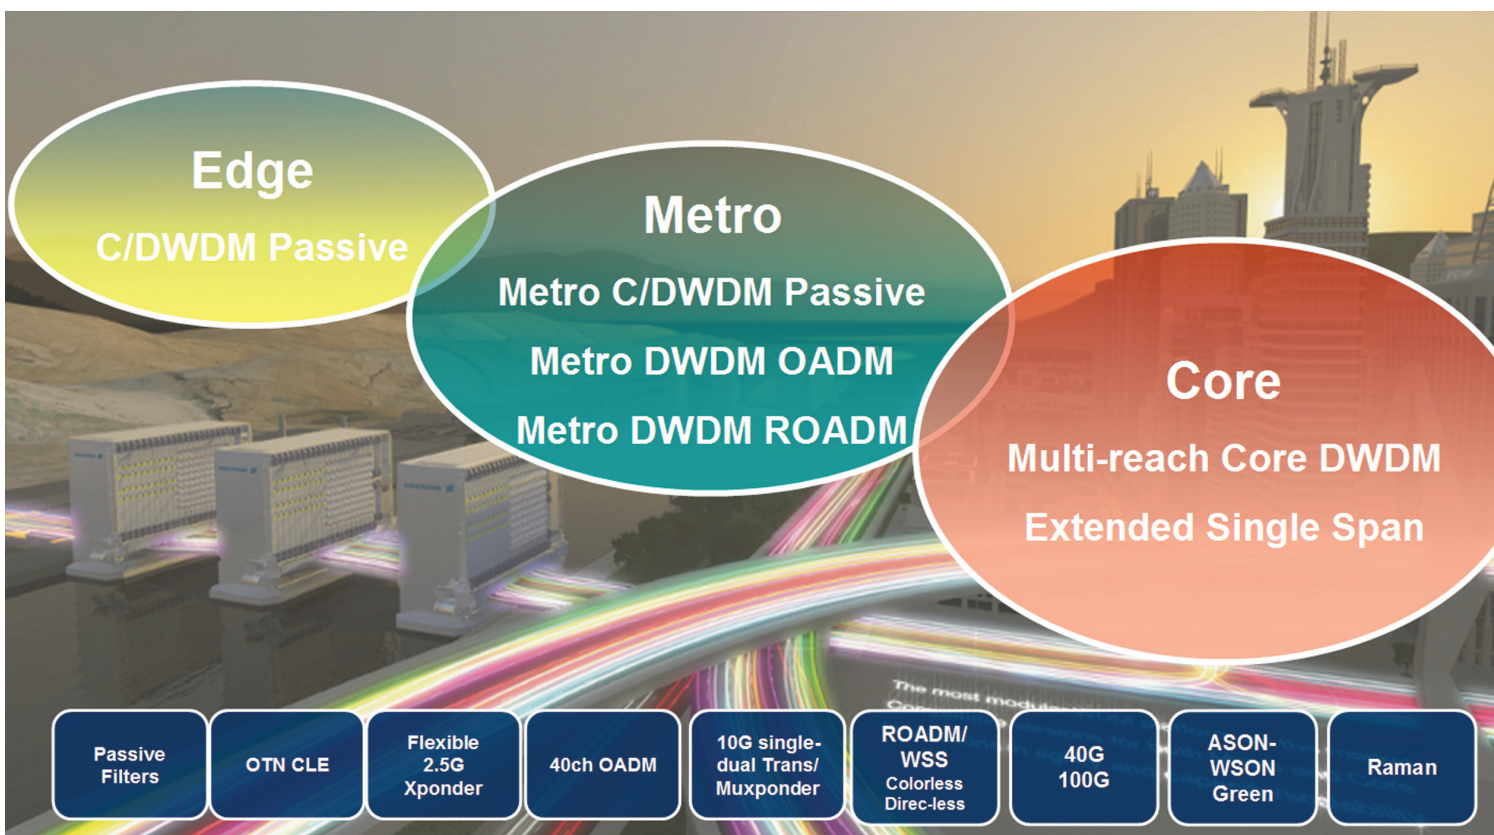 Edge
C/DWDM Passive
Metro
Metro C/DWDM Passive
Metro DWDM OADM
Metro DWDM ROADM
Core
Multi-reach Core DWDM
Extended Single Span
The most modular
Passive
Filters
OTN CLE
Flexible
2.5G
Xponder
40ch OADM
10G single-
dual Trans/
Muxponder
ROADM/
WSS
Colorless
Direc-less
40G
100G
ASON-
WSON
Green
Raman